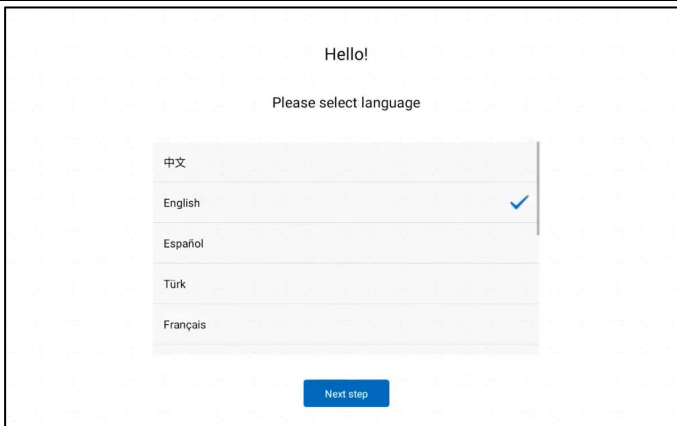 Hello!
Please select language
中文
English
Español
Türk
Français
Next step